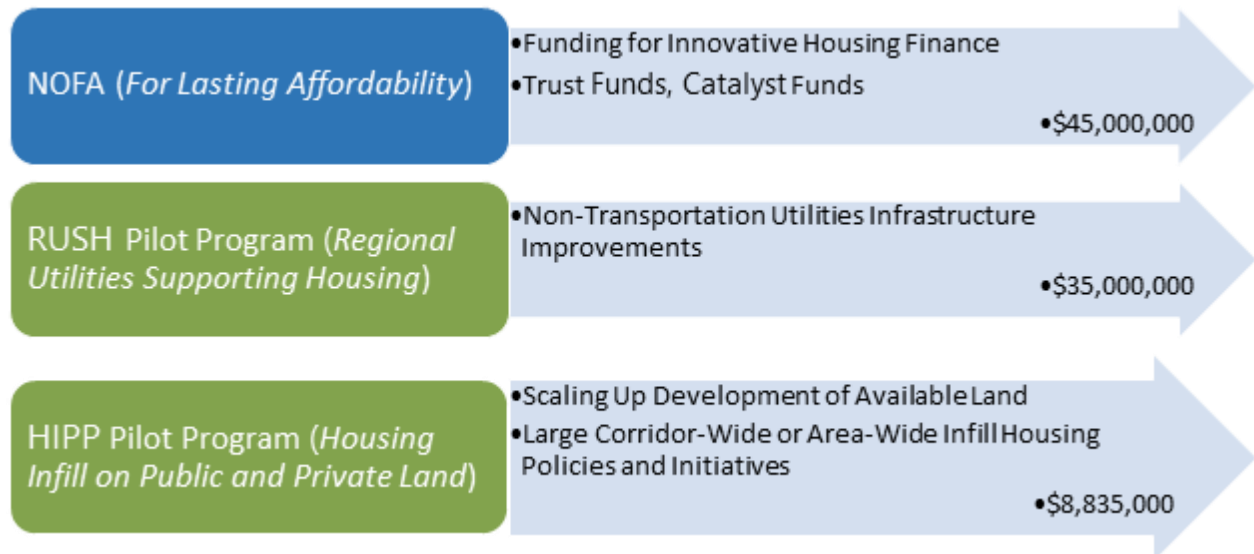 NOFA (For Lasting Affordability)
•Funding for Innovative Housing Finance
•Trust Funds, Catalyst Funds
•$45,000,000
RUSH Pilot Program (Regional
Utilities Supporting Housing)
•Non-Transportation Utilities Infrastructure
Improvements
•$35,000,000
HIPP Pilot Program (Housing
Infill on Public and Private Land)
•Scaling Up Development of Available Land
•Large Corridor-Wide or Area-Wide Infill Housing
Policies and Initiatives
•$8,835,000